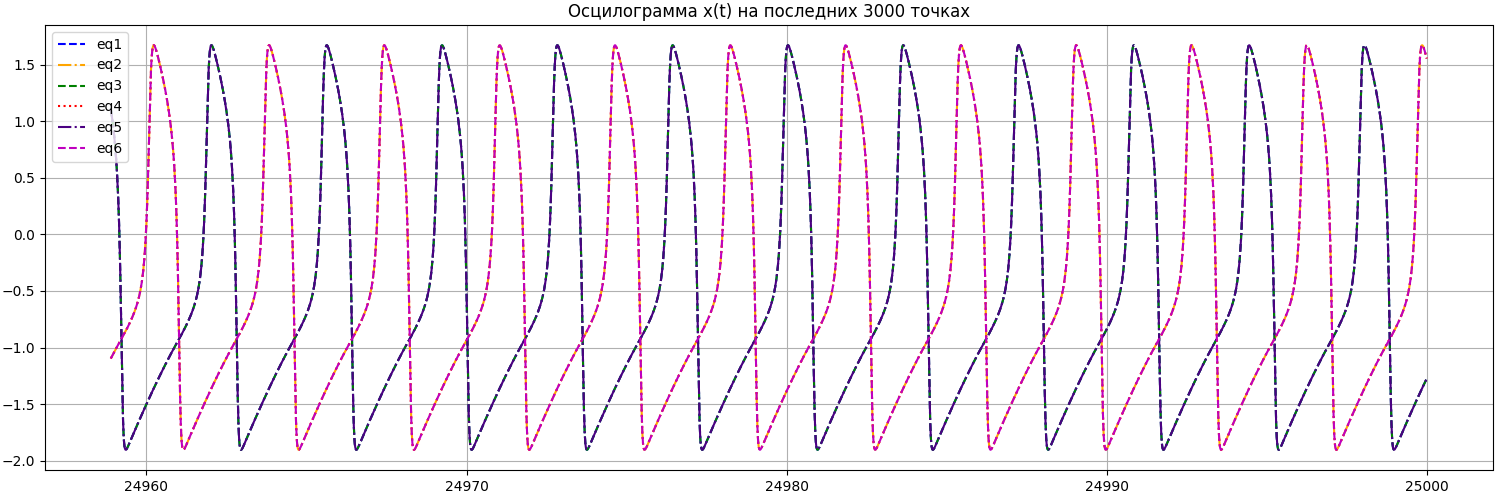 Осцилограмма x(t) на последних 3000 точках
eq1
eq2
eq3
eq4
eq5
eq6
1.5
1.0
0.5
0.0
−0.5
−1.0
−1.5
−2.0
24960
24970
24980
24990
25000